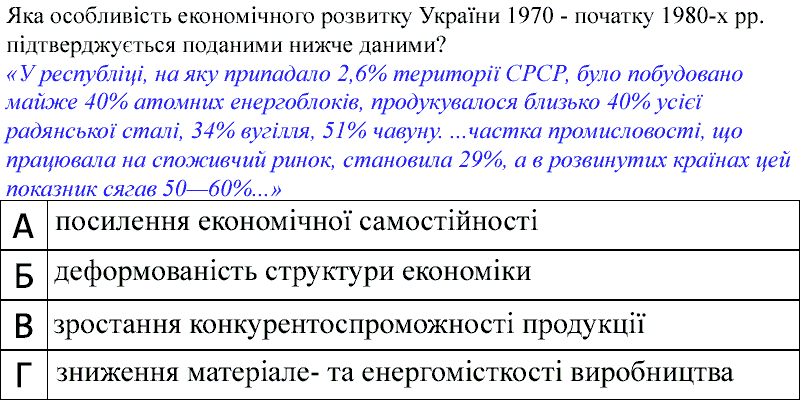 Яка особливість економічного розвитку України 1970 - початку 1980-х рр.
підтверджується поданими нижче даними?
«У республіці, на яку припадало 2,6% території СРСР, було побудовано
майже 40% атомних енергоблоків, продукувалося близько 40% усієї
радянської сталі, 34% вугілля, 51% чавуну. ...частка промисловості, що
працювала на споживчий ринок, становила 29%, а в розвинутих країнах цей
показник сягав 50—60%...»
А посилення економічної самостійності
Б деформованість структури економіки
В зростання конкурентоспроможності продукції
Г зниження матеріале- та енергомісткості виробництва